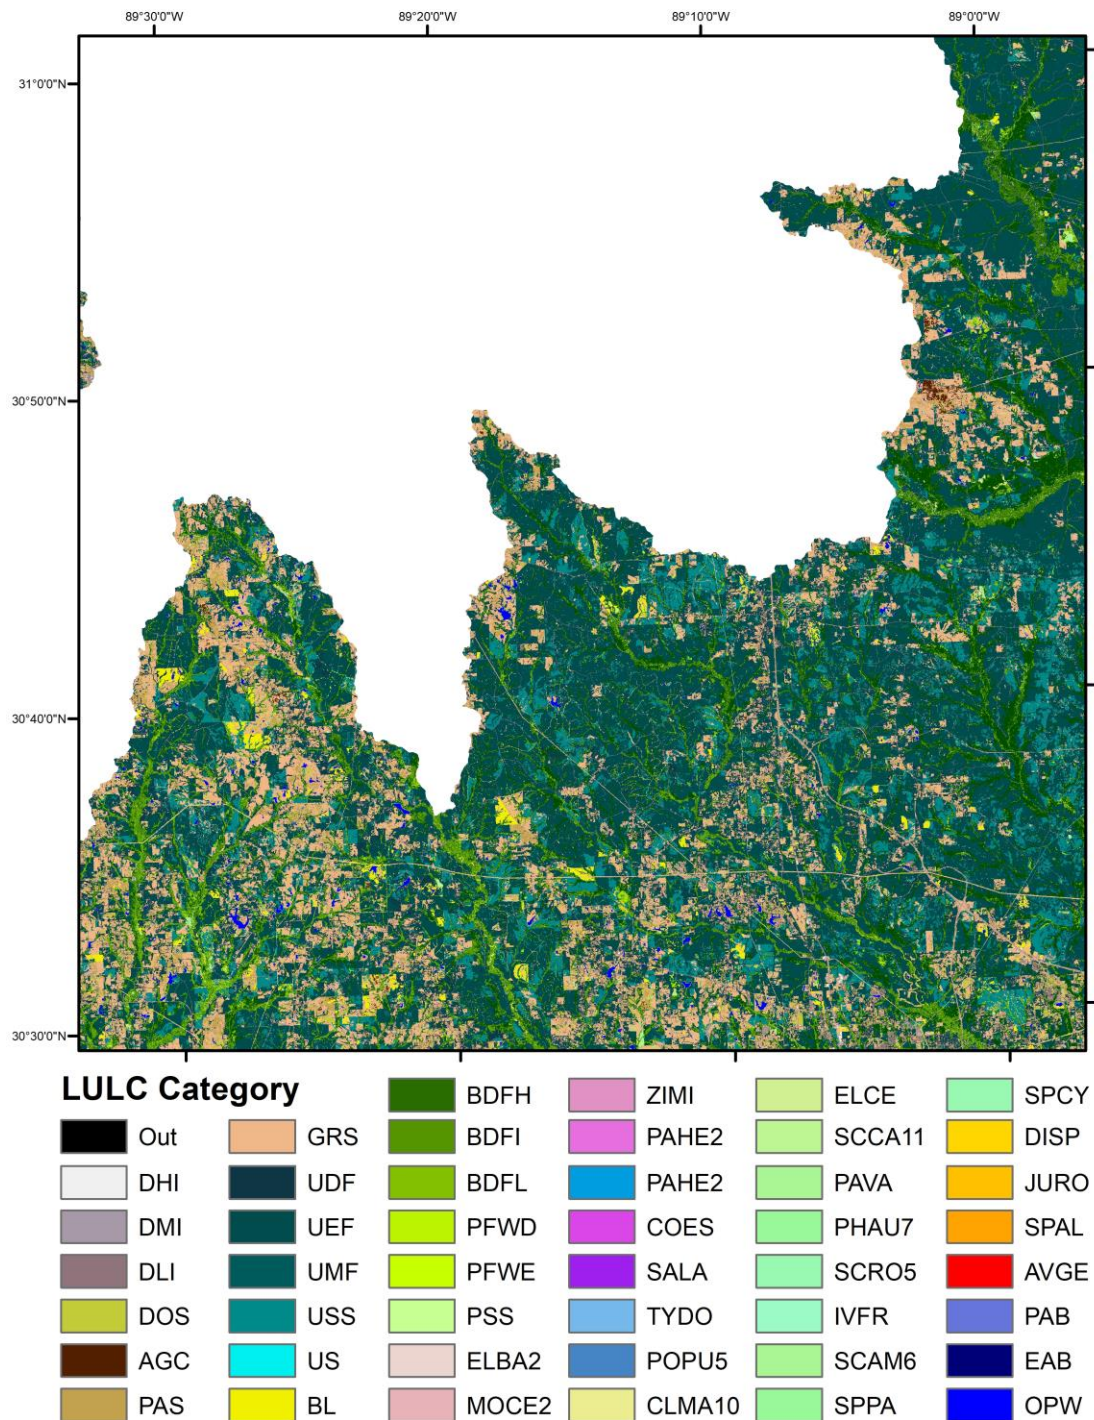 89°30'0"W 89°20'0"W 89°10'0"W 89°0'0"W
31°0'0"N
30°50'0"N
30°40'0"N
30°30'0"N
LULC Category BDFH ZIMI ELCE SPCY
Out GRS BDFI PAHE2 SCCA11 DISP
DHI UDF BDFL PAHE2 PAVA JURO
DMI UEF PFWD COES PHAU7 SPAL
DLI UMF PFWE SALA SCRO5 AVGE
DOS USS PSS TYDO IVFR PAB
AGC US ELBA2 POPU5 SCAM6 EAB
PAS BL MOCE2 CLMA10 SPPA OPW